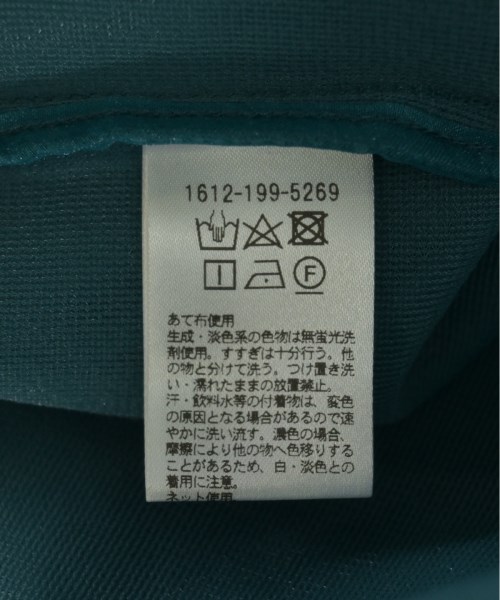 1612-199-5269
F
あて布使用
生成・淡色系の色物は無蛍光洗
剤使用。すすぎは十分行う。他
の物と分けて洗う。つけ置き洗
い・濡れたままの放置禁止。
汗・飲料水等の付着物は、変色
の原因となる場合があるので速
やかに洗い流す。濃色の場合、
摩擦により他の物へ色移りする
ことがあるため、白・淡色との
着用に注意。
ネット使用